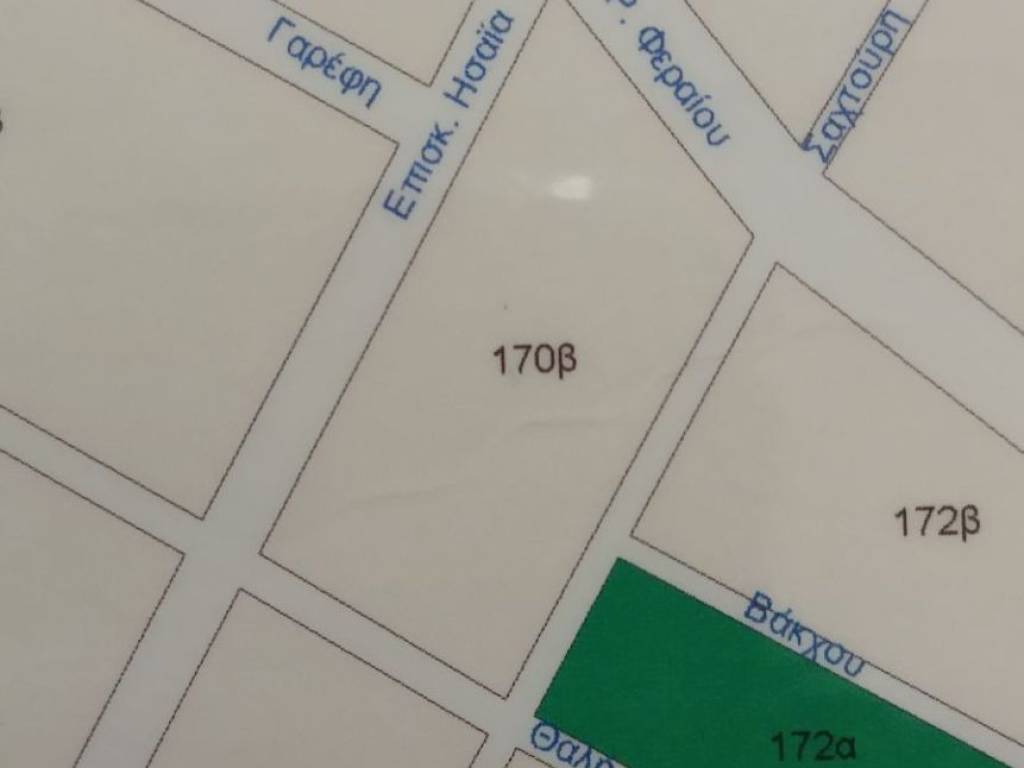 Γαρέφη
Επισκ. Ησαΐα
Φεραίου
Σαχτούρη
170β
172β
Βάκχου
172α